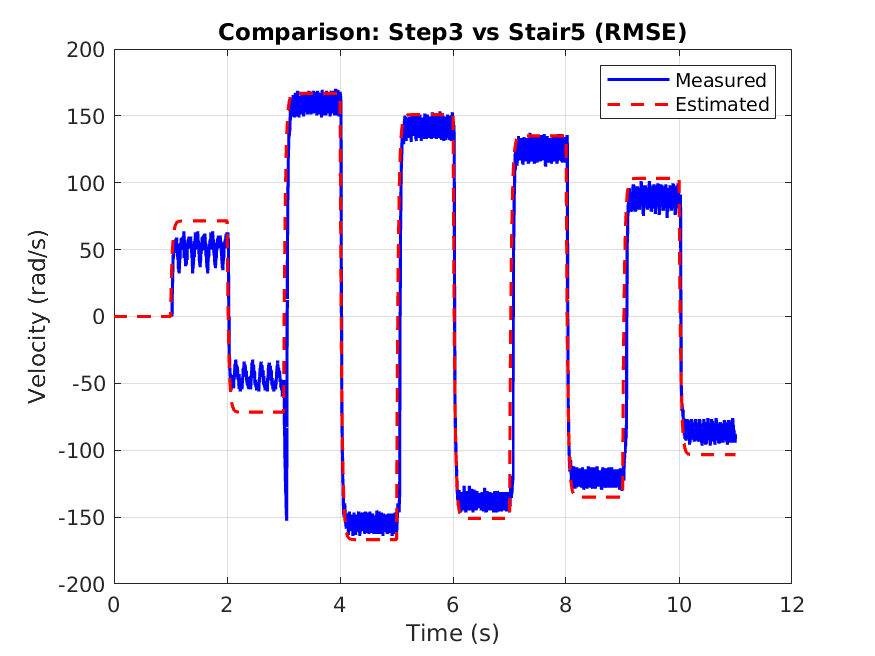 Comparison: Step3 vs Stair5 (RMSE)
Measured
Estimated
Velocity (rad/s)
200
150
100
50
0
-50
-100
-150
-200
0 2 4 6 8 10 12
Time (s)